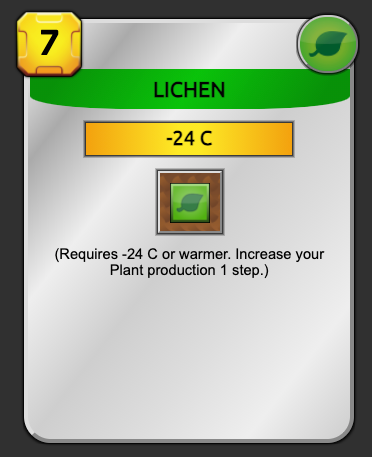 7
LICHEN
-24 C
(Requires -24 C or warmer. Increase your
Plant production 1 step.)